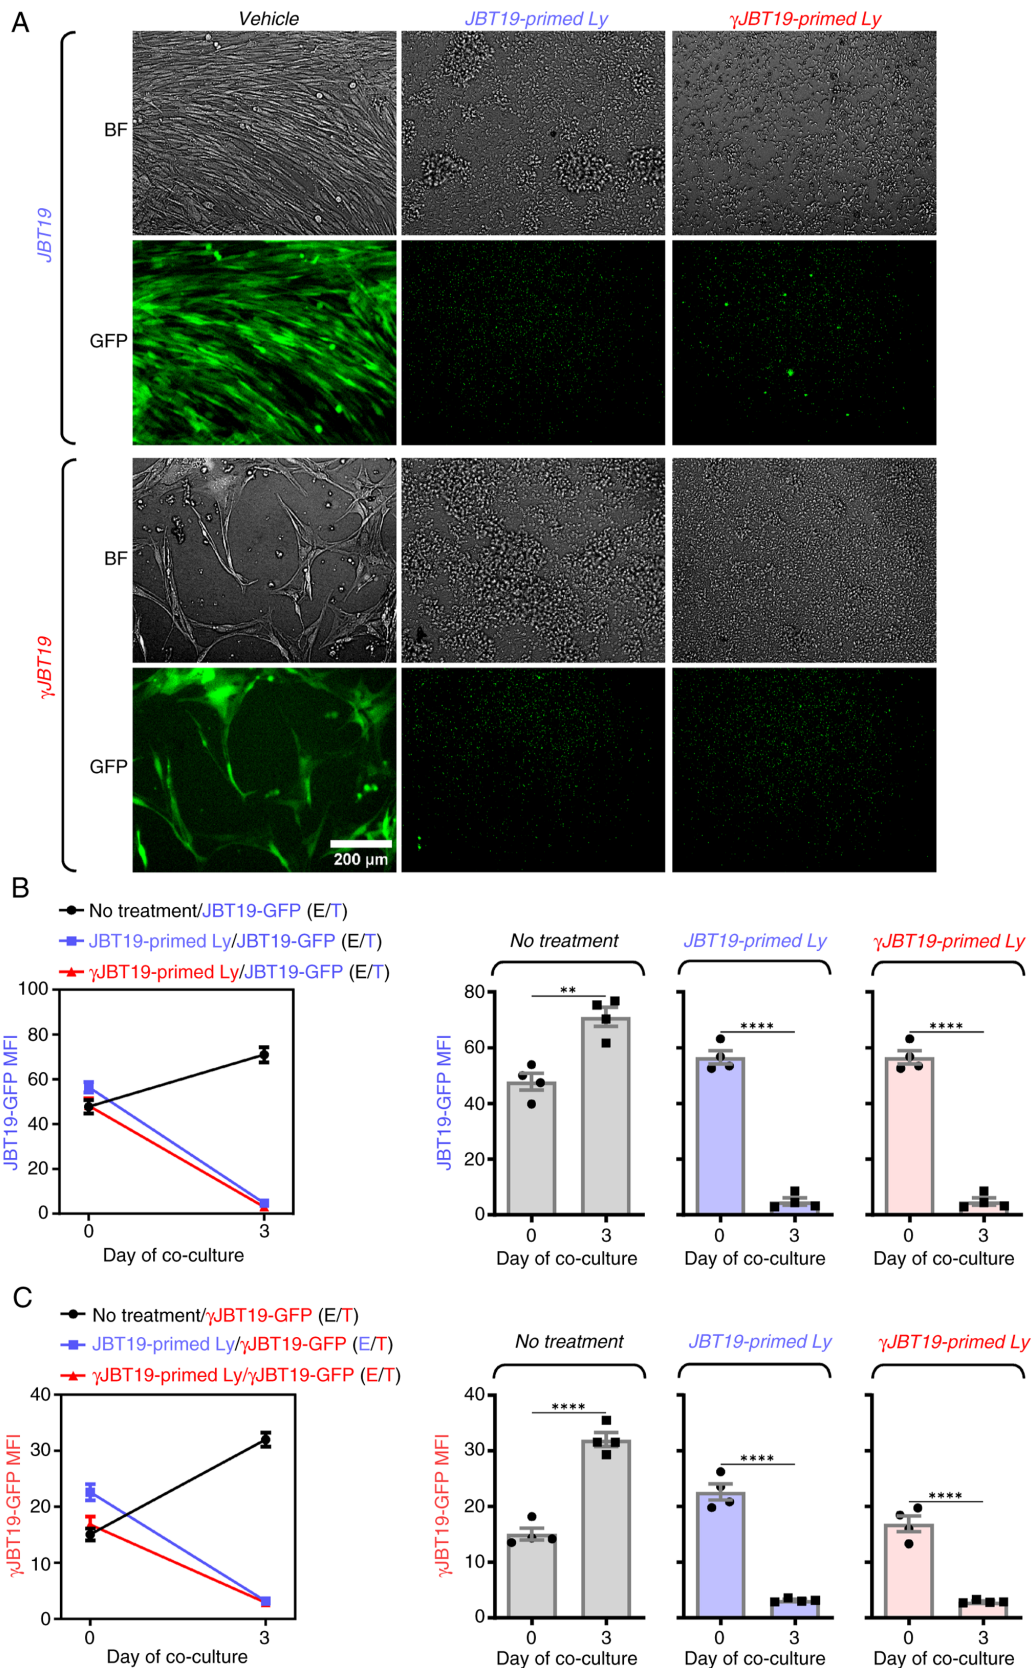 A
Vehicle
JBT19-primed Ly
γJBT19-primed Ly
JBT19
BF
GFP
γJBT19
BF
GFP
200 µm
B
No treatment/JBT19-GFP (E/T)
JBT19-primed Ly/JBT19-GFP (E/T)
γJBT19-primed Ly/JBT19-GFP (E/T)
JBT19-GFP MFI
100
80
60
40
20
0
0 3
Day of co-culture
No treatment
JBT19-primed Ly
γJBT19-primed Ly
JBT19-GFP MFI
80
60
40
20
0
**
****
****
0 3
0 3
0 3
Day of co-culture
Day of co-culture
Day of co-culture
C
No treatment/γJBT19-GFP (E/T)
JBT19-primed Ly/γJBT19-GFP (E/T)
γJBT19-primed Ly/γJBT19-GFP (E/T)
γJBT19-GFP MFI
40
30
20
10
0
0 3
Day of co-culture
No treatment
JBT19-primed Ly
γJBT19-primed Ly
γJBT19-GFP MFI
40
30
20
10
0
****
****
****
0 3
0 3
0 3
Day of co-culture
Day of co-culture
Day of co-culture